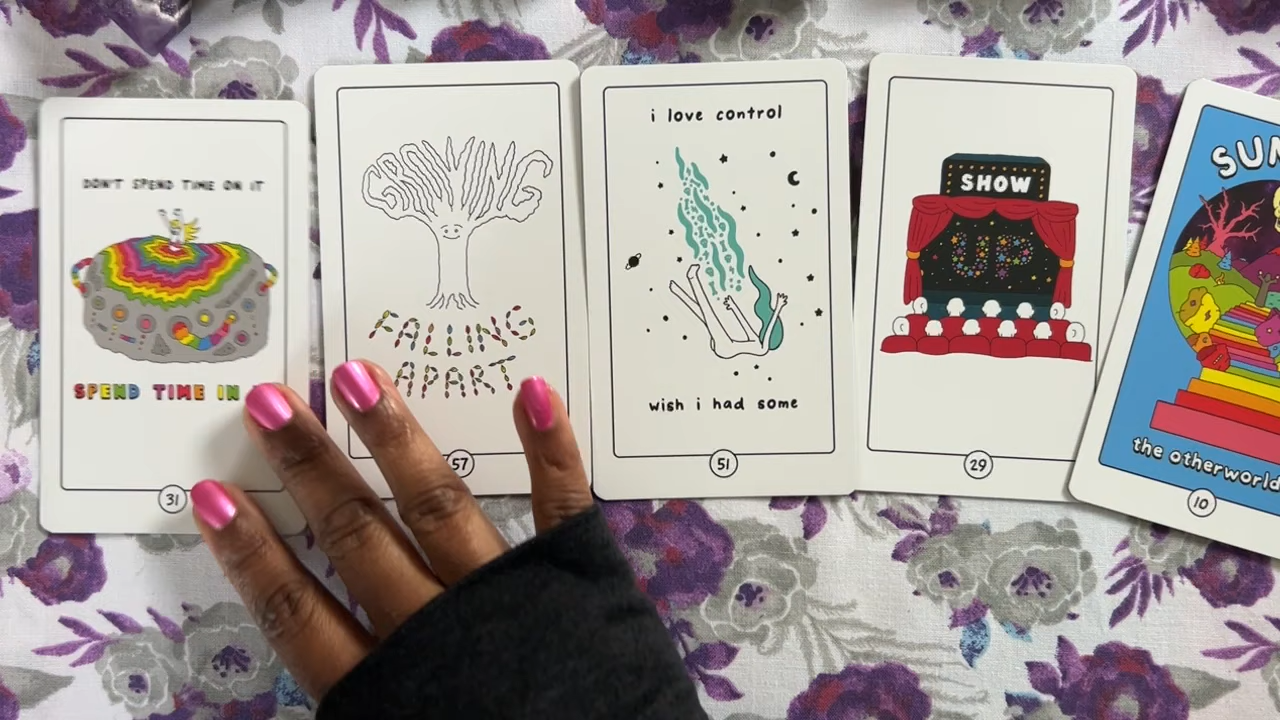 DON'T SPEND TIME ON IT
SPEND TIME IN
31
GROWING
FALLING
APART
57
i love control
wish i had some
51
SHOW
UP
29
the otherworld
10